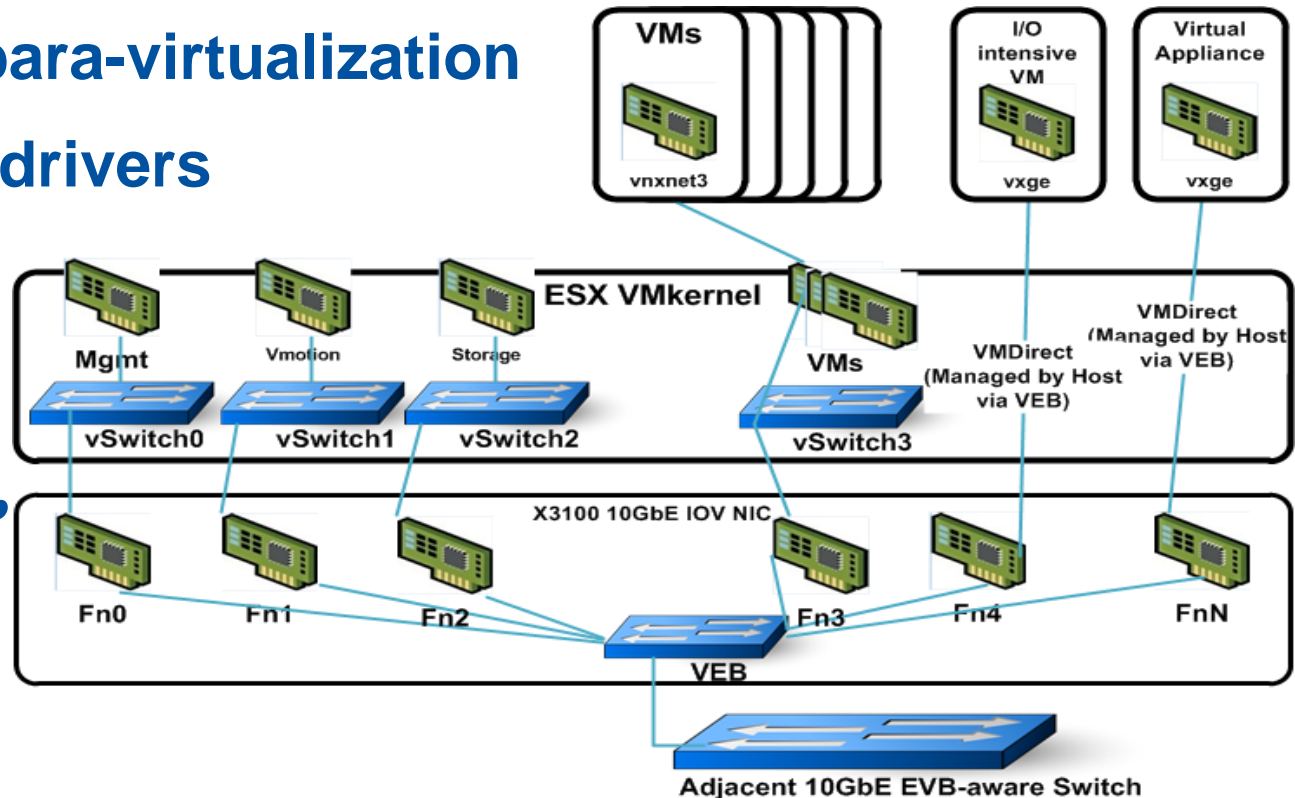 para-virtualization
drivers
VMs
vnxnet3
I/O
intensive
VM
vxge
Virtual
Appliance
vxge
ESX VMkernel
Mgmt
Vmotion
Storage
VMs
VMDirect
(Managed by Host
via VEB)
VMDirect
(Managed by Host
via VEB)
vSwitch0
vSwitch1
vSwitch2
vSwitch3
,
X3100 10GbE IOV NIC
Fn0
Fn1
Fn2
Fn3
Fn4
FnN
VEB
Adjacent 10GbE EVB-aware Switch